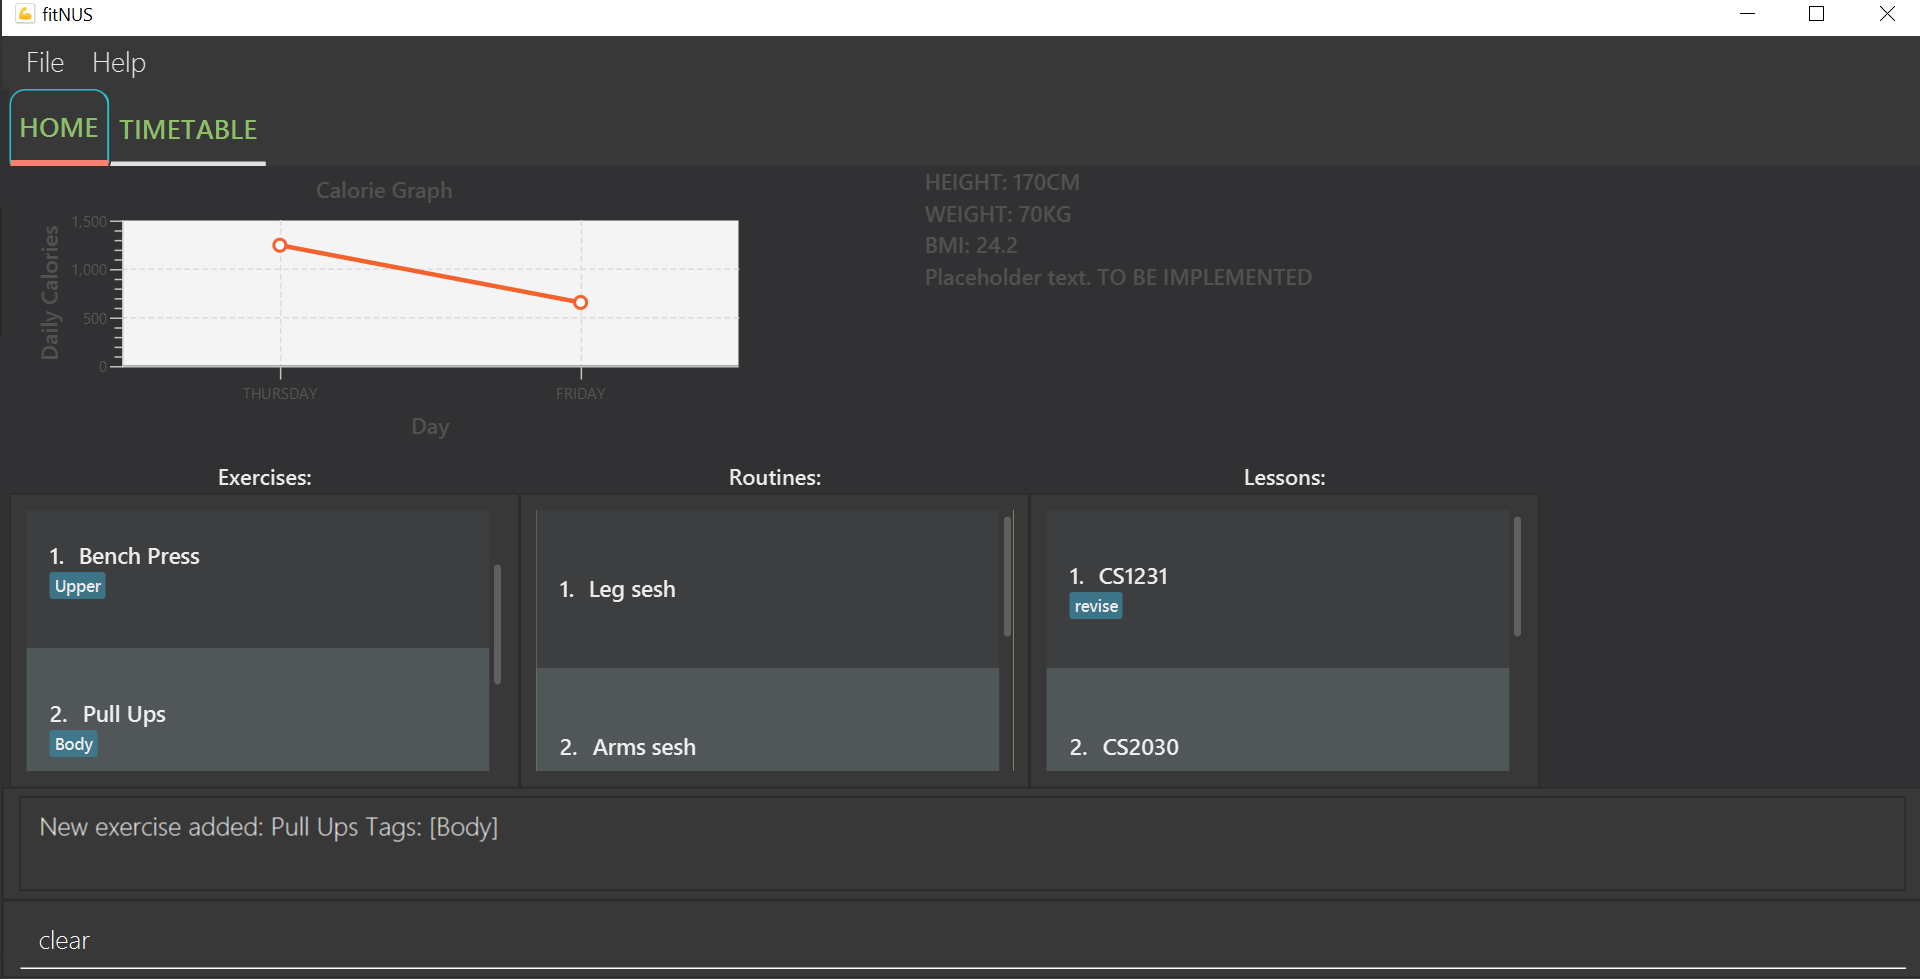 fitNUS
File Help
HOME TIMETABLE
Calorie Graph
Daily Calories
1,500
1,000
500
0
THURSDAY FRIDAY
Day
HEIGHT: 170CM
WEIGHT: 70KG
BMI: 24.2
Placeholder text. TO BE IMPLEMENTED
Exercises:
1. Bench Press
Upper
2. Pull Ups
Body
Routines:
1. Leg sesh
2. Arms sesh
Lessons:
1. CS1231
revise
2. CS2030
New exercise added: Pull Ups Tags: [Body]
clear